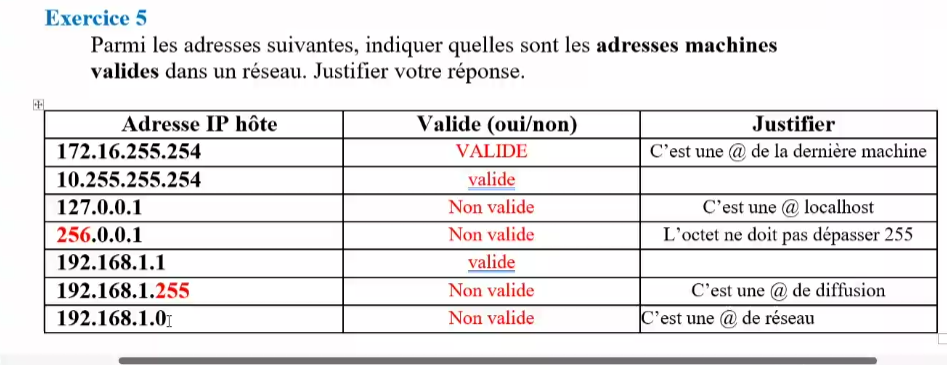 Exercice 5
Parmi les adresses suivantes, indiquer quelles sont les adresses machines
valides dans un réseau. Justifier votre réponse.
Adresse IP hôte Valide (oui/non) Justifier
172.16.255.254 VALIDE C’est une @ de la dernière machine
10.255.255.254 valide
127.0.0.1 Non valide C’est une @ localhost
256.0.0.1 Non valide L’octet ne doit pas dépasser 255
192.168.1.1 valide
192.168.1.255 Non valide C’est une @ de diffusion
192.168.1.0 Non valide C’est une @ de réseau